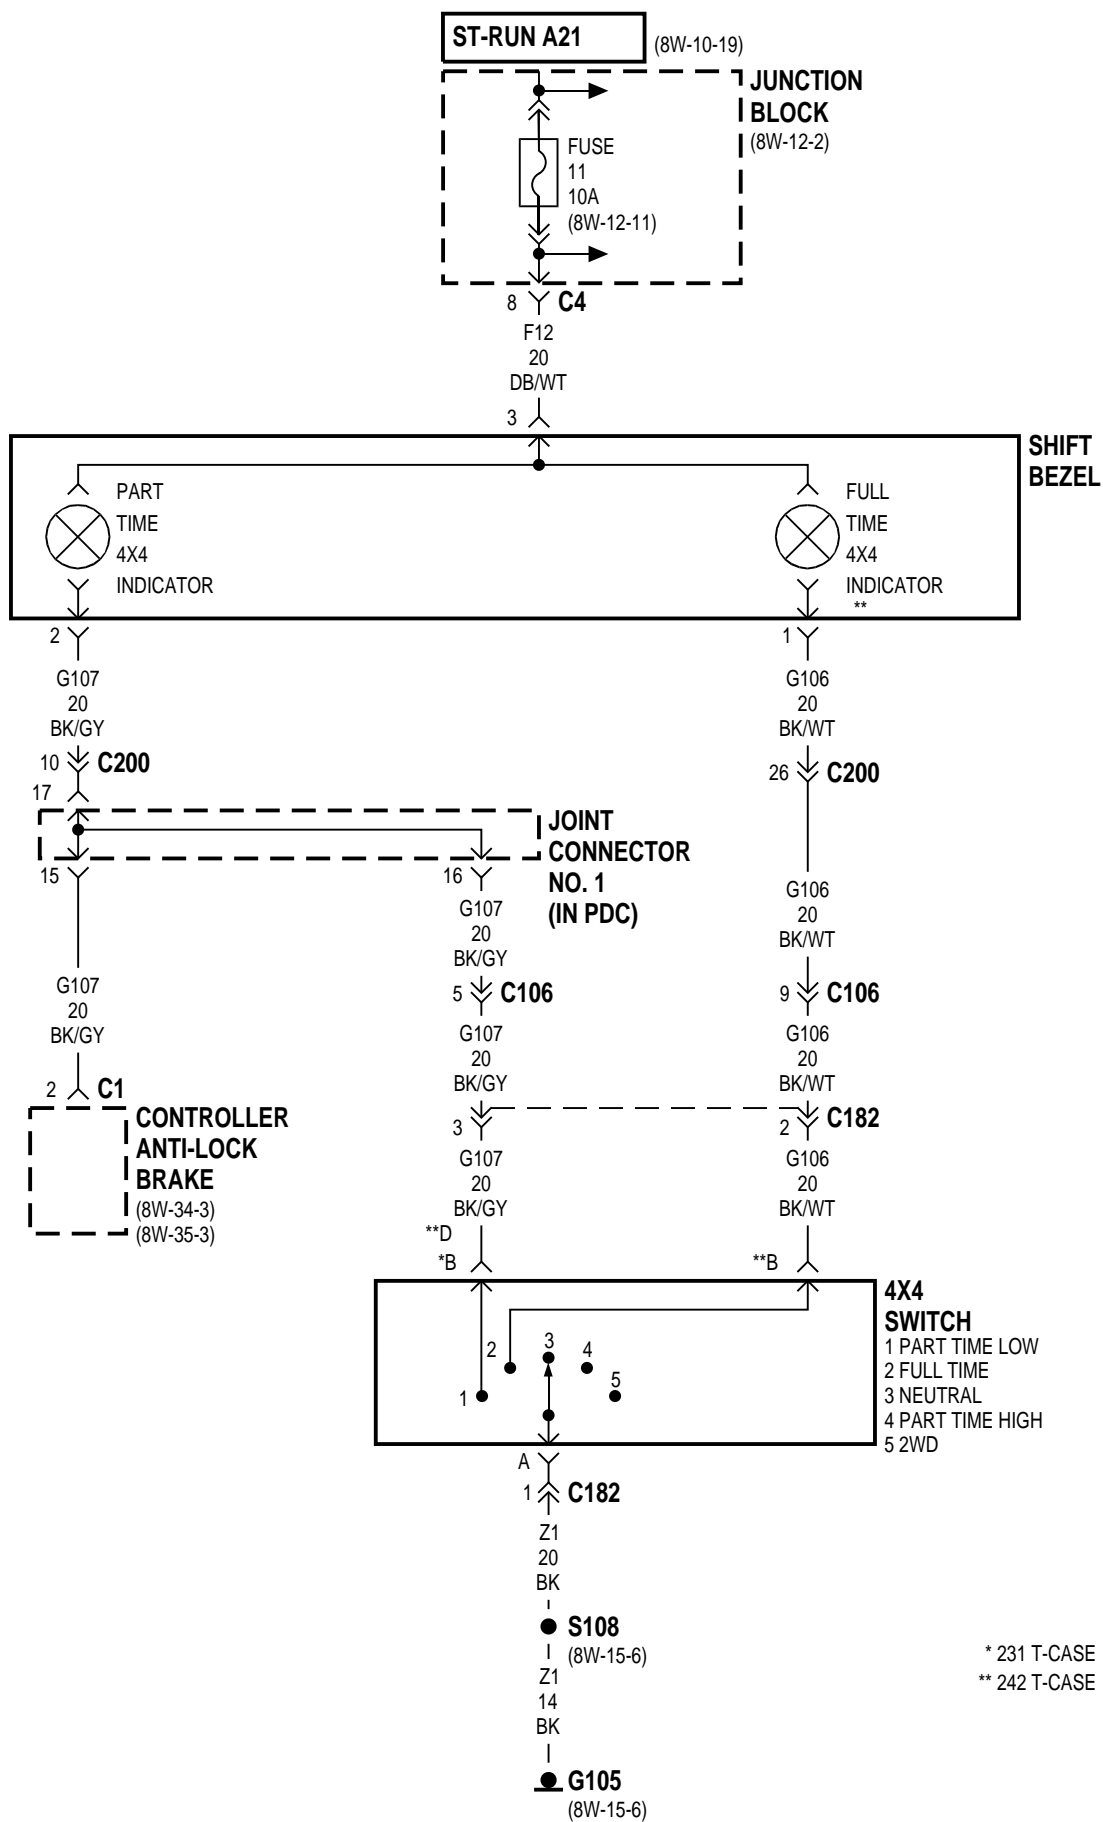 ST-RUN A21
(8W-10-19)
JUNCTION
BLOCK
(8W-12-2)
FUSE
11
10A
(8W-12-11)
8 C4
F12
20
DB/WT
3
SHIFT
BEZEL
PART
TIME
4X4
INDICATOR
FULL
TIME
4X4
INDICATOR
**
2
G107
20
BK/GY
10 C200
17
1
G106
20
BK/WT
26 C200
JOINT
CONNECTOR
NO. 1
(IN PDC)
15
16
G107
20
BK/GY
5 C106
G107
20
BK/GY
3
G107
20
BK/GY
**D
*B
G106
20
BK/WT
9 C106
G106
20
BK/WT
2 C182
G106
20
BK/WT
**B
G107
20
BK/GY
2 C1
CONTROLLER
ANTI-LOCK
BRAKE
(8W-34-3)
(8W-35-3)
4X4
SWITCH
1 PART TIME LOW
2 FULL TIME
3 NEUTRAL
4 PART TIME HIGH
5 2WD
1
2
3
4
5
A
1 C182
Z1
20
BK
S108
(8W-15-6)
Z1
14
BK
G105
(8W-15-6)
* 231 T-CASE
** 242 T-CASE